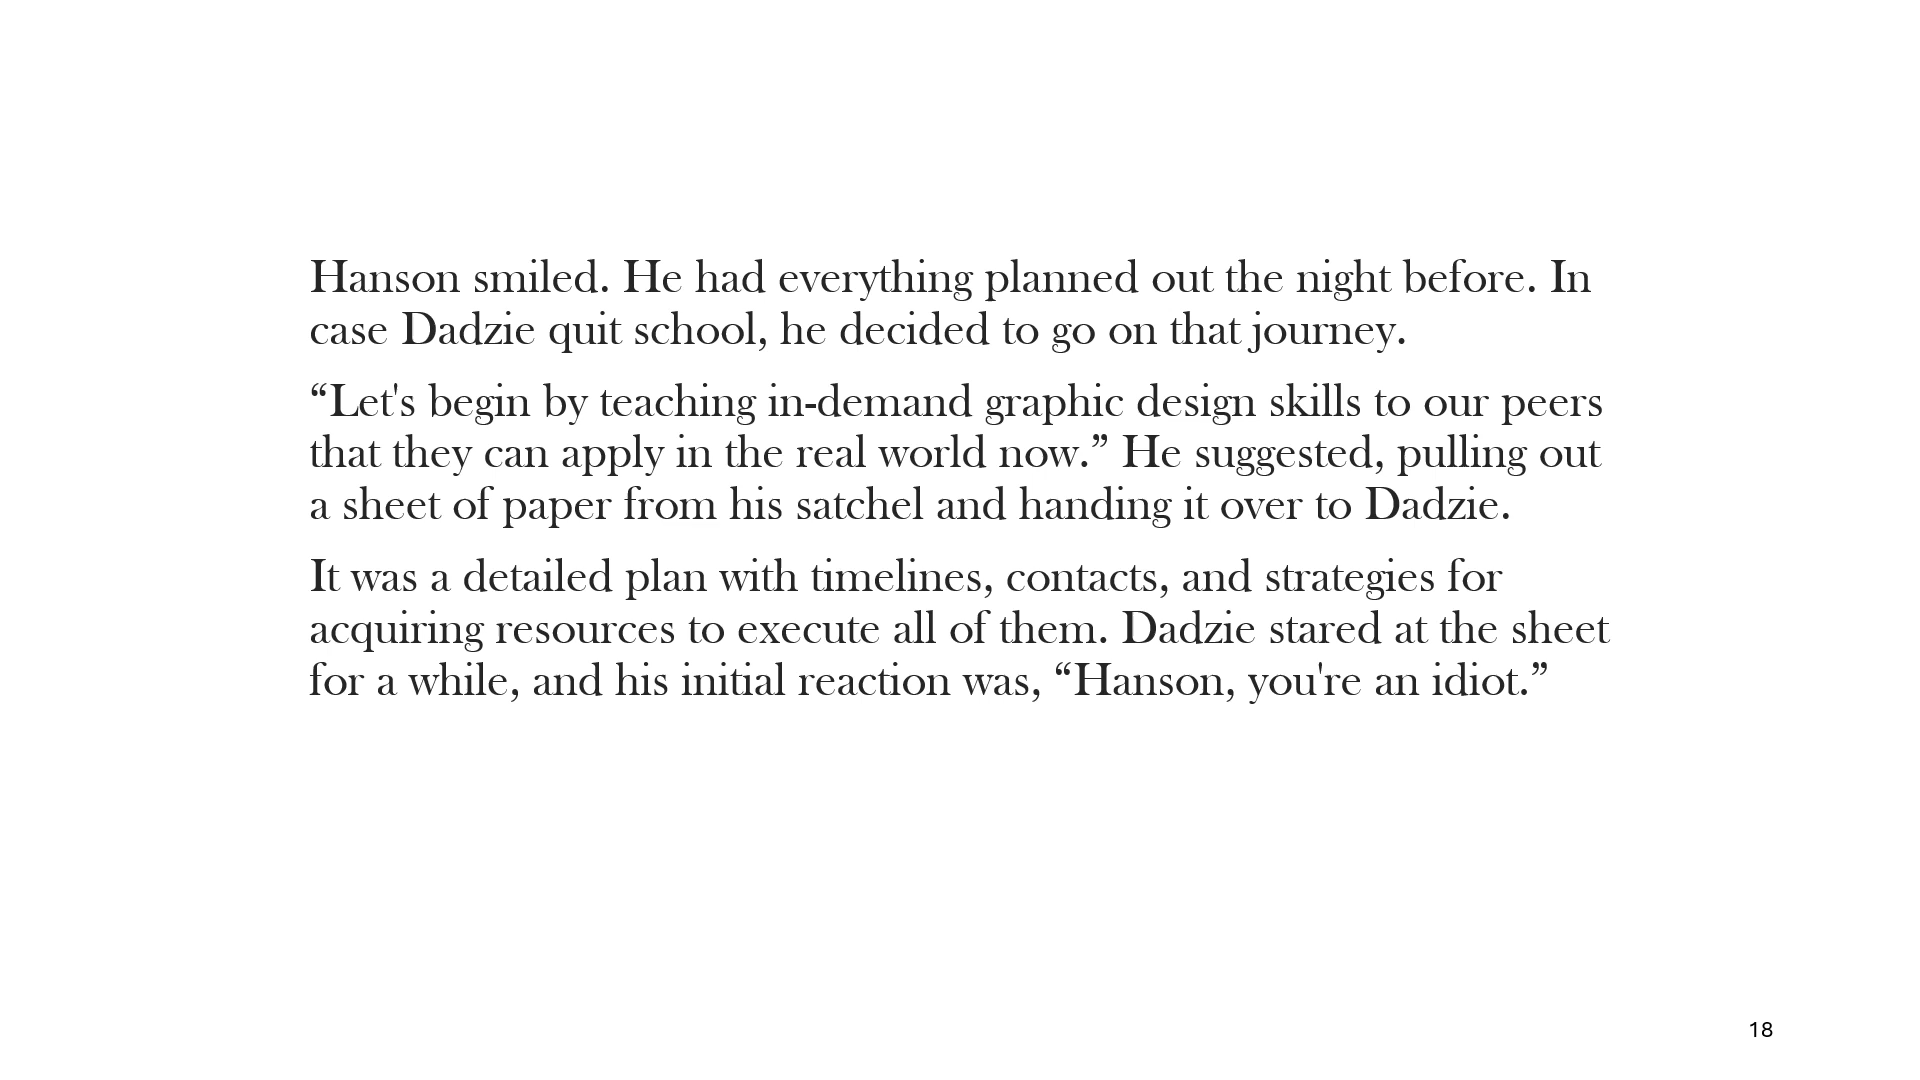 Hanson smiled. He had everything planned out the night before. In
case Dadzie quit school, he decided to go on that journey.
“Let's begin by teaching in-demand graphic design skills to our peers
that they can apply in the real world now.” He suggested, pulling out
a sheet of paper from his satchel and handing it over to Dadzie.
It was a detailed plan with timelines, contacts, and strategies for
acquiring resources to execute all of them. Dadzie stared at the sheet
for a while, and his initial reaction was, “Hanson, you're an idiot.”
18